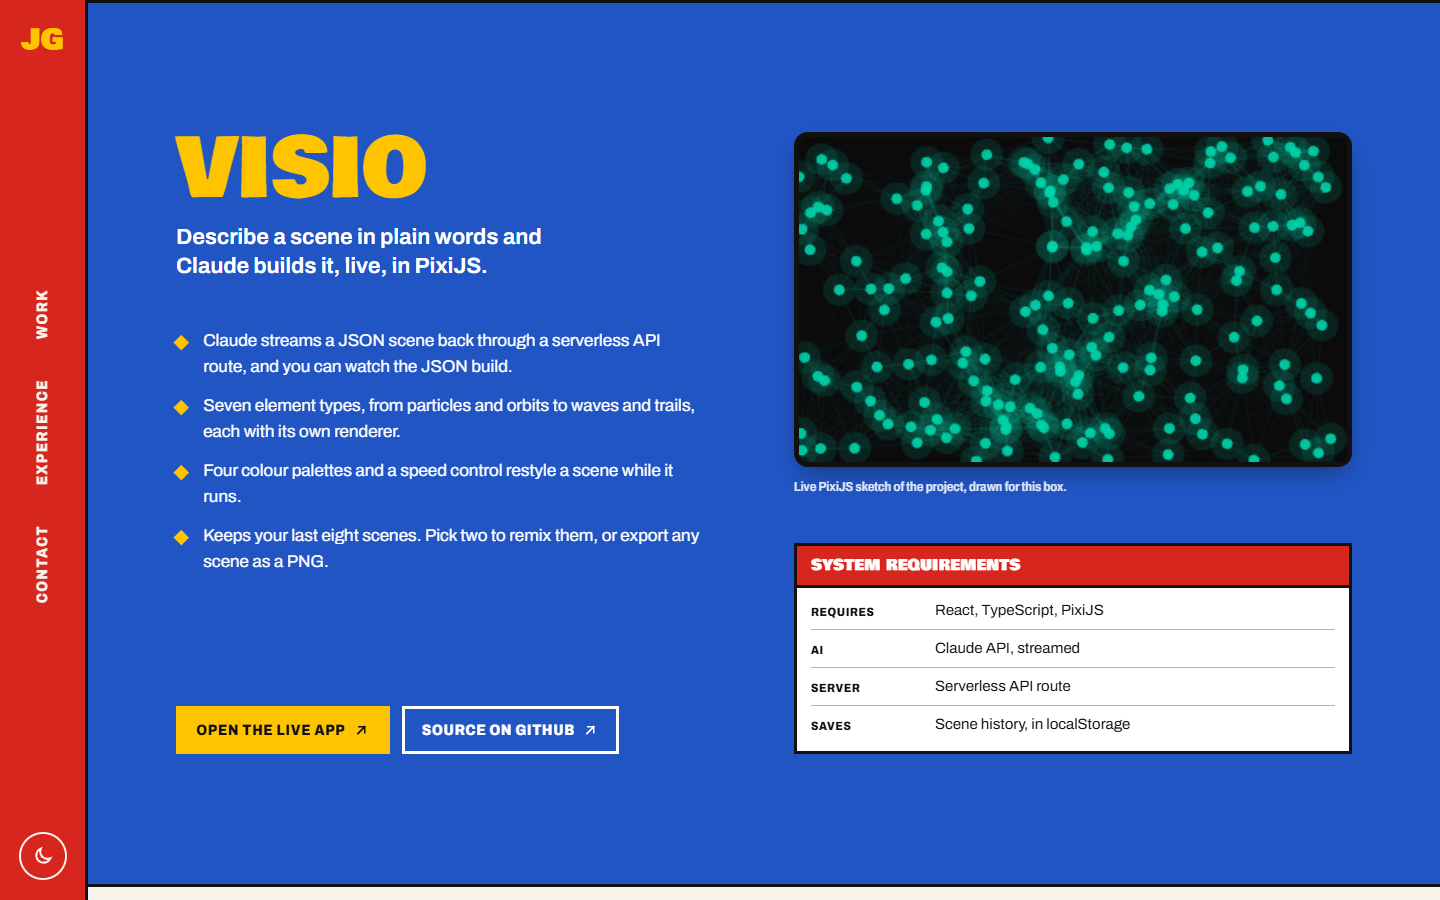 JG
WORK
EXPERIENCE
CONTACT
VISIO
Describe a scene in plain words and
Claude builds it, live, in PixiJS.
Claude streams a JSON scene back through a serverless API
route, and you can watch the JSON build.
Seven element types, from particles and orbits to waves and trails,
each with its own renderer.
Four colour palettes and a speed control restyle a scene while it
runs.
Keeps your last eight scenes. Pick two to remix them, or export any
scene as a PNG.
OPEN THE LIVE APP
SOURCE ON GITHUB
Live PixiJS sketch of the project, drawn for this box.
SYSTEM REQUIREMENTS
REQUIRES React, TypeScript, PixiJS
AI Claude API, streamed
SERVER Serverless API route
SAVES Scene history, in localStorage